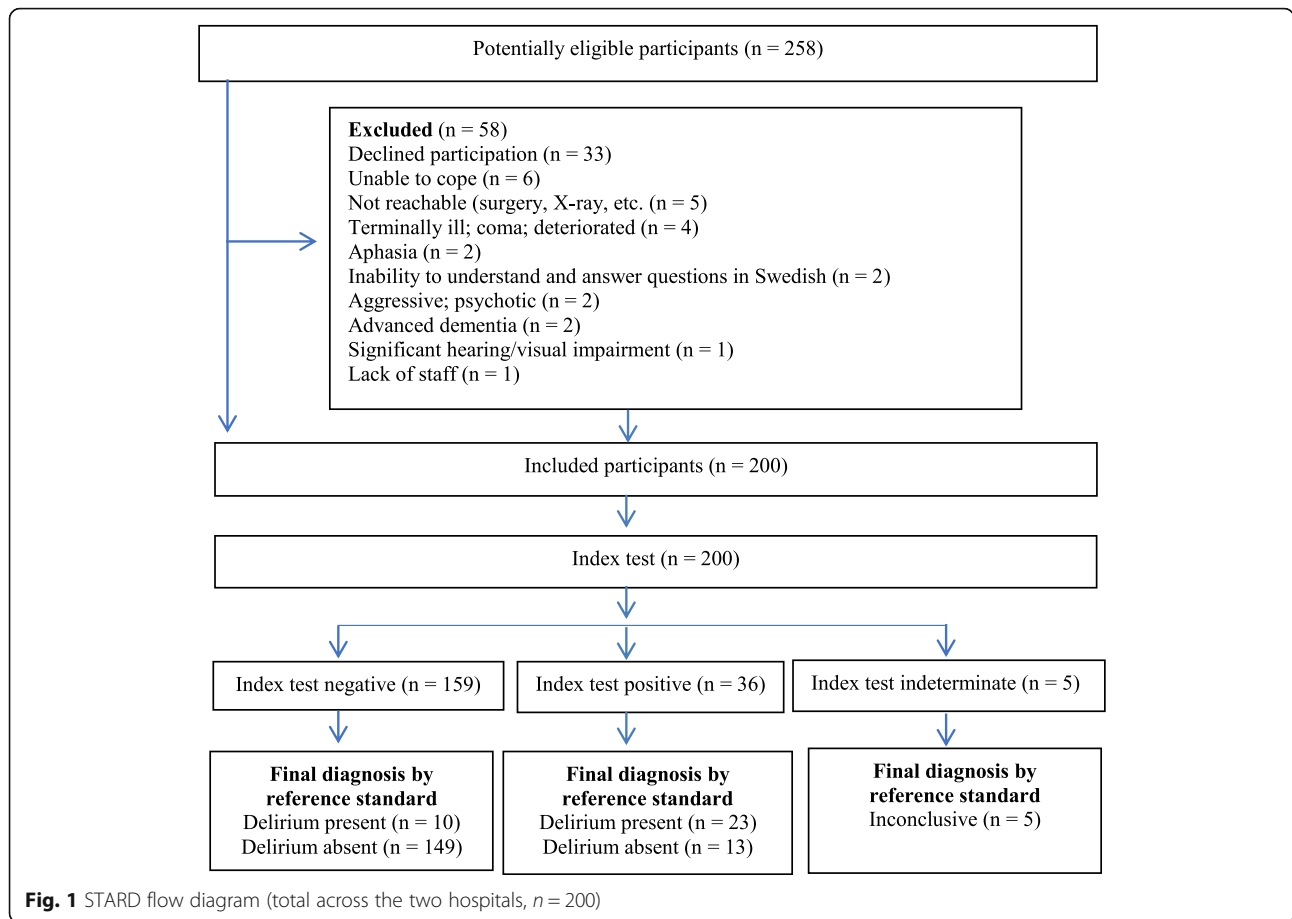 Potentially eligible participants (n = 258)
Excluded (n = 58)
Declined participation (n = 33)
Unable to cope (n = 6)
Not reachable (surgery, X-ray, etc. (n = 5)
Terminally ill; coma; deteriorated (n = 4)
Aphasia (n = 2)
Inability to understand and answer questions in Swedish (n = 2)
Aggressive; psychotic (n = 2)
Advanced dementia (n = 2)
Significant hearing/visual impairment (n = 1)
Lack of staff (n = 1)
Included participants (n = 200)
Index test (n = 200)
Index test negative (n = 159)
Index test positive (n = 36)
Index test indeterminate (n = 5)
Final diagnosis by
reference standard
Delirium present (n = 10)
Delirium absent (n = 149)
Final diagnosis by
reference standard
Delirium present (n = 23)
Delirium absent (n = 13)
Final diagnosis by
reference standard
Inconclusive (n = 5)
Fig. 1 STARD flow diagram (total across the two hospitals, n = 200)